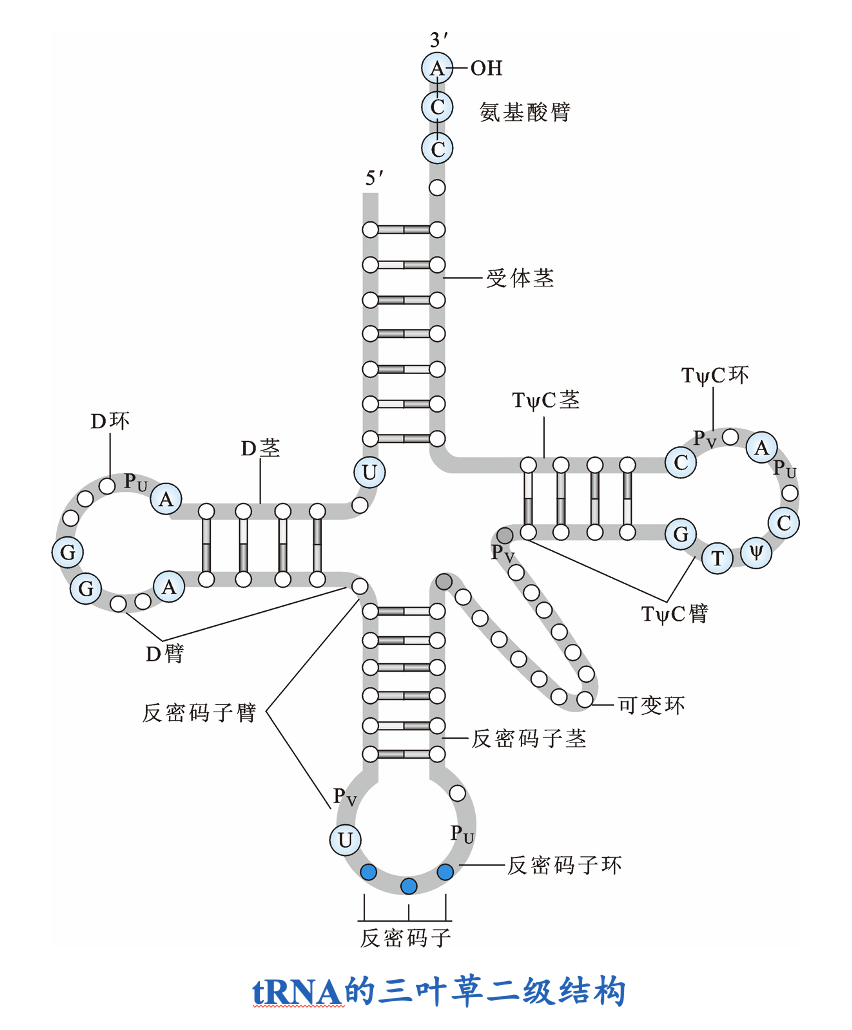 3′
A—OH
C
氨基酸臂
C
5′
受体茎
TψC环
TψC茎
D环
D茎
PV
A
C
PU
U
PU
A
C
G
PV
G
T
ψ
G
A
TψC臂
D臂
可变环
反密码子臂
反密码子茎
PV
PU
U
反密码子环
反密码子
tRNA的三叶草二级结构